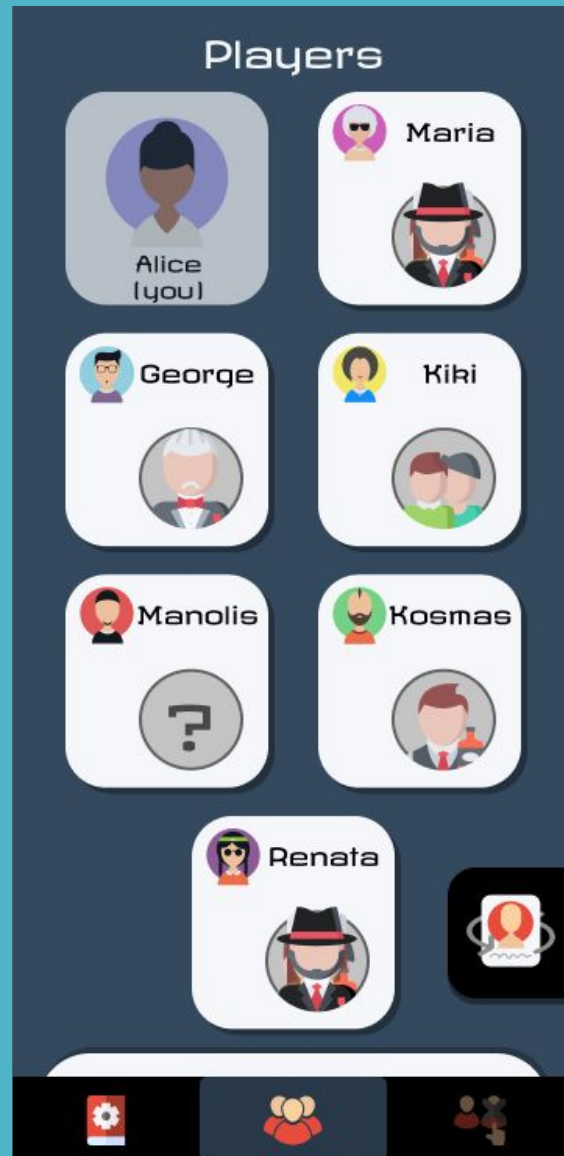 Players
Alice
(you)
Maria
George
Kiki
Manolis
?
Kosmas
Renata